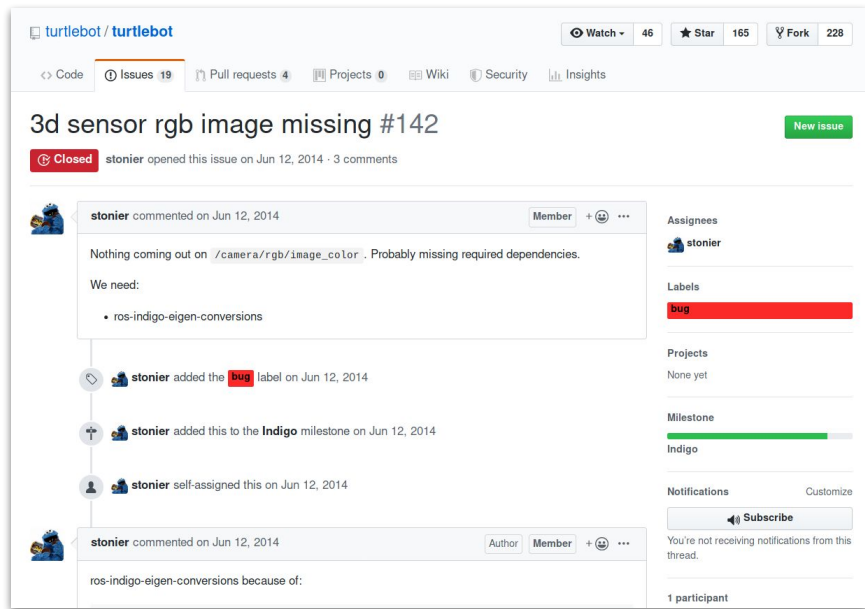 turtlebot / turtlebot
Watch 46
Star 165
Fork 228
Code
Issues 19
Pull requests 4
Projects 0
Wiki
Security
Insights
3d sensor rgb image missing #142
New issue
Closed stonier opened this issue on Jun 12, 2014 · 3 comments
stonier commented on Jun 12, 2014
Member + ···
Nothing coming out on /camera/rgb/image_color . Probably missing required dependencies.
We need:
• ros-indigo-eigen-conversions
stonier added the bug label on Jun 12, 2014
stonier added this to the Indigo milestone on Jun 12, 2014
stonier self-assigned this on Jun 12, 2014
stonier commented on Jun 12, 2014
Author Member + ···
ros-indigo-eigen-conversions because of:
Assignees
stonier
Labels
bug
Projects
None yet
Milestone
Indigo
Notifications Customize
Subscribe
You're not receiving notifications from this
thread.
1 participant